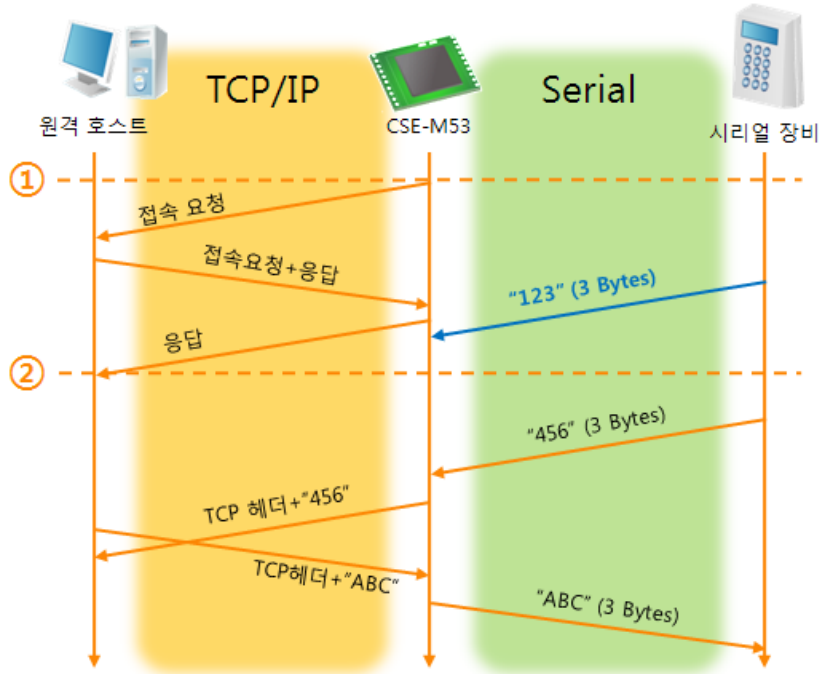 TCP/IP
Serial
원격 호스트
CSE-M53
시리얼 장비
①
접속 요청
접속요청+응답
“123” (3 Bytes)
응답
②
“456” (3 Bytes)
TCP 헤더+“456”
TCP헤더+“ABC”
“ABC” (3 Bytes)